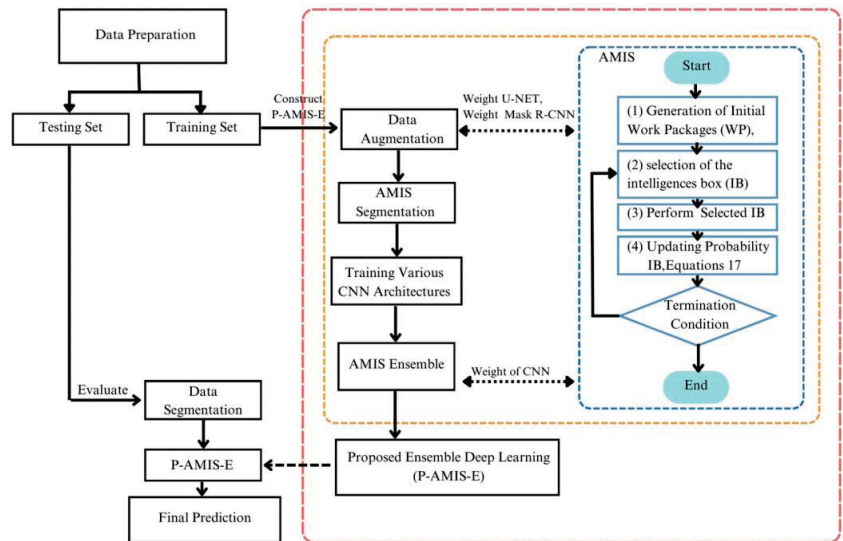 Data Preparation
Testing Set
Training Set
Construct
P-AMIS-E
Data
Augmentation
Weight U-NET,
Weight Mask R-CNN
AMIS
Segmentation
Training Various
CNN Architectures
AMIS Ensemble
Weight of CNN
Proposed Ensemble Deep Learning
(P-AMIS-E)
AMIS
Start
(1) Generation of Initial
Work Packages (WP),
(2) selection of the
intelligences box (IB)
(3) Perform Selected IB
(4) Updating Probability
IB,Equations 17
Termination
Condition
End
Evaluate
Data
Segmentation
P-AMIS-E
Final Prediction